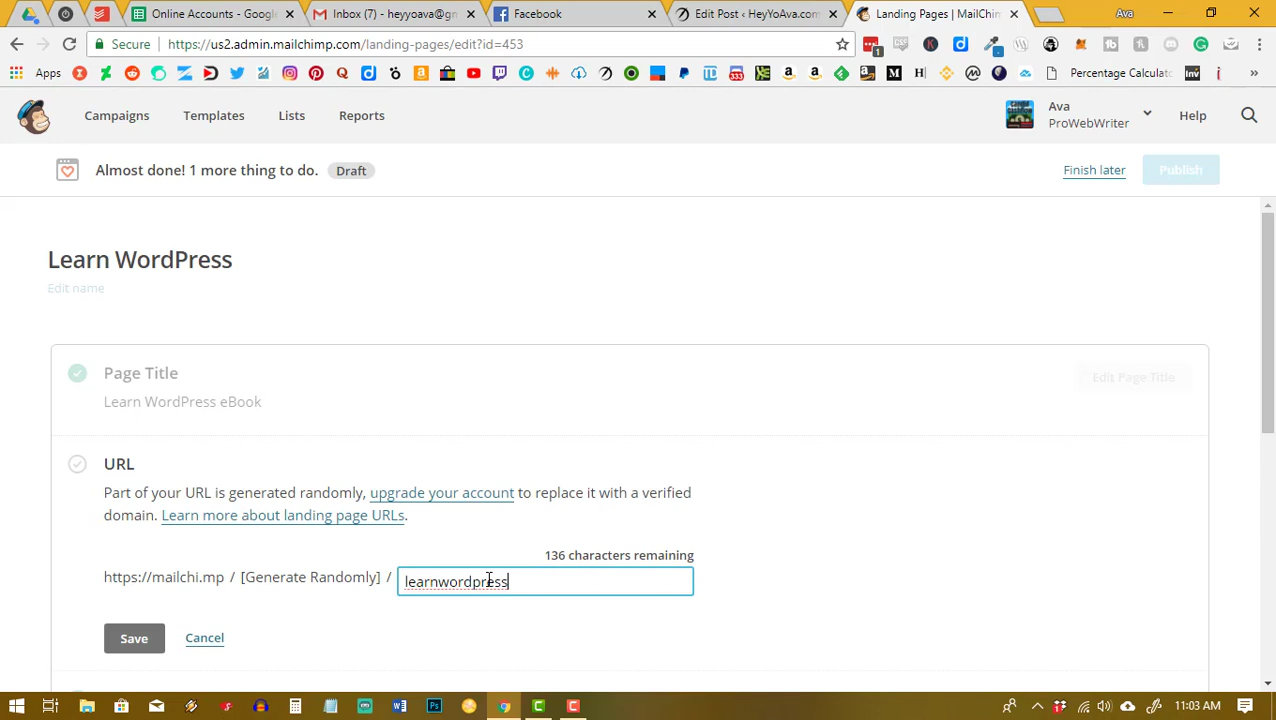 Online Accounts - Google
Inbox (7) - heyyoava@gm
Facebook
Edit Post ‹ HeyYoAva.com
Landing Pages | MailChim
Ava
Secure
https://us2.admin.mailchimp.com/landing-pages/edit?id=453
Apps
Percentage Calculat
Inv
Campaigns
Templates
Lists
Reports
Ava
ProWebWriter
Help
Almost done! 1 more thing to do.
Draft
Finish later
Publish
Learn WordPress
Edit name
Page Title
Edit Page Title
Learn WordPress eBook
URL
Part of your URL is generated randomly, upgrade your account to replace it with a verified
domain. Learn more about landing page URLs.
136 characters remaining
https://mailchi.mp / [Generate Randomly] /
learnwordpress
Save
Cancel
11:03 AM